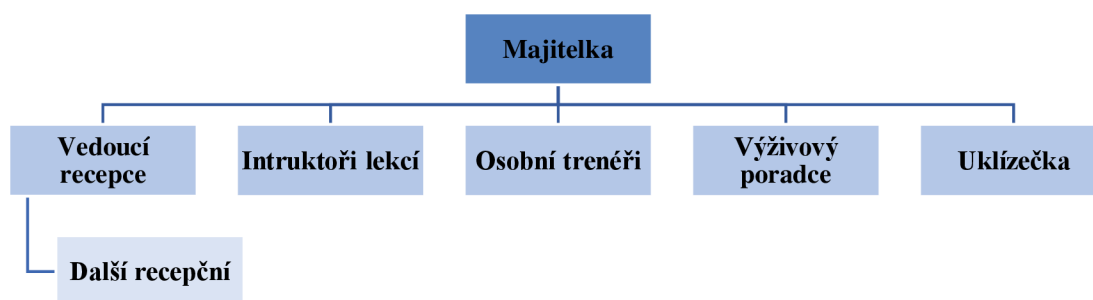 Majitelka
Vedoucí
recepce
Intruktoři lekcí
Osobní trenéři
Výživový
poradce
Uklízečka
Další recepční